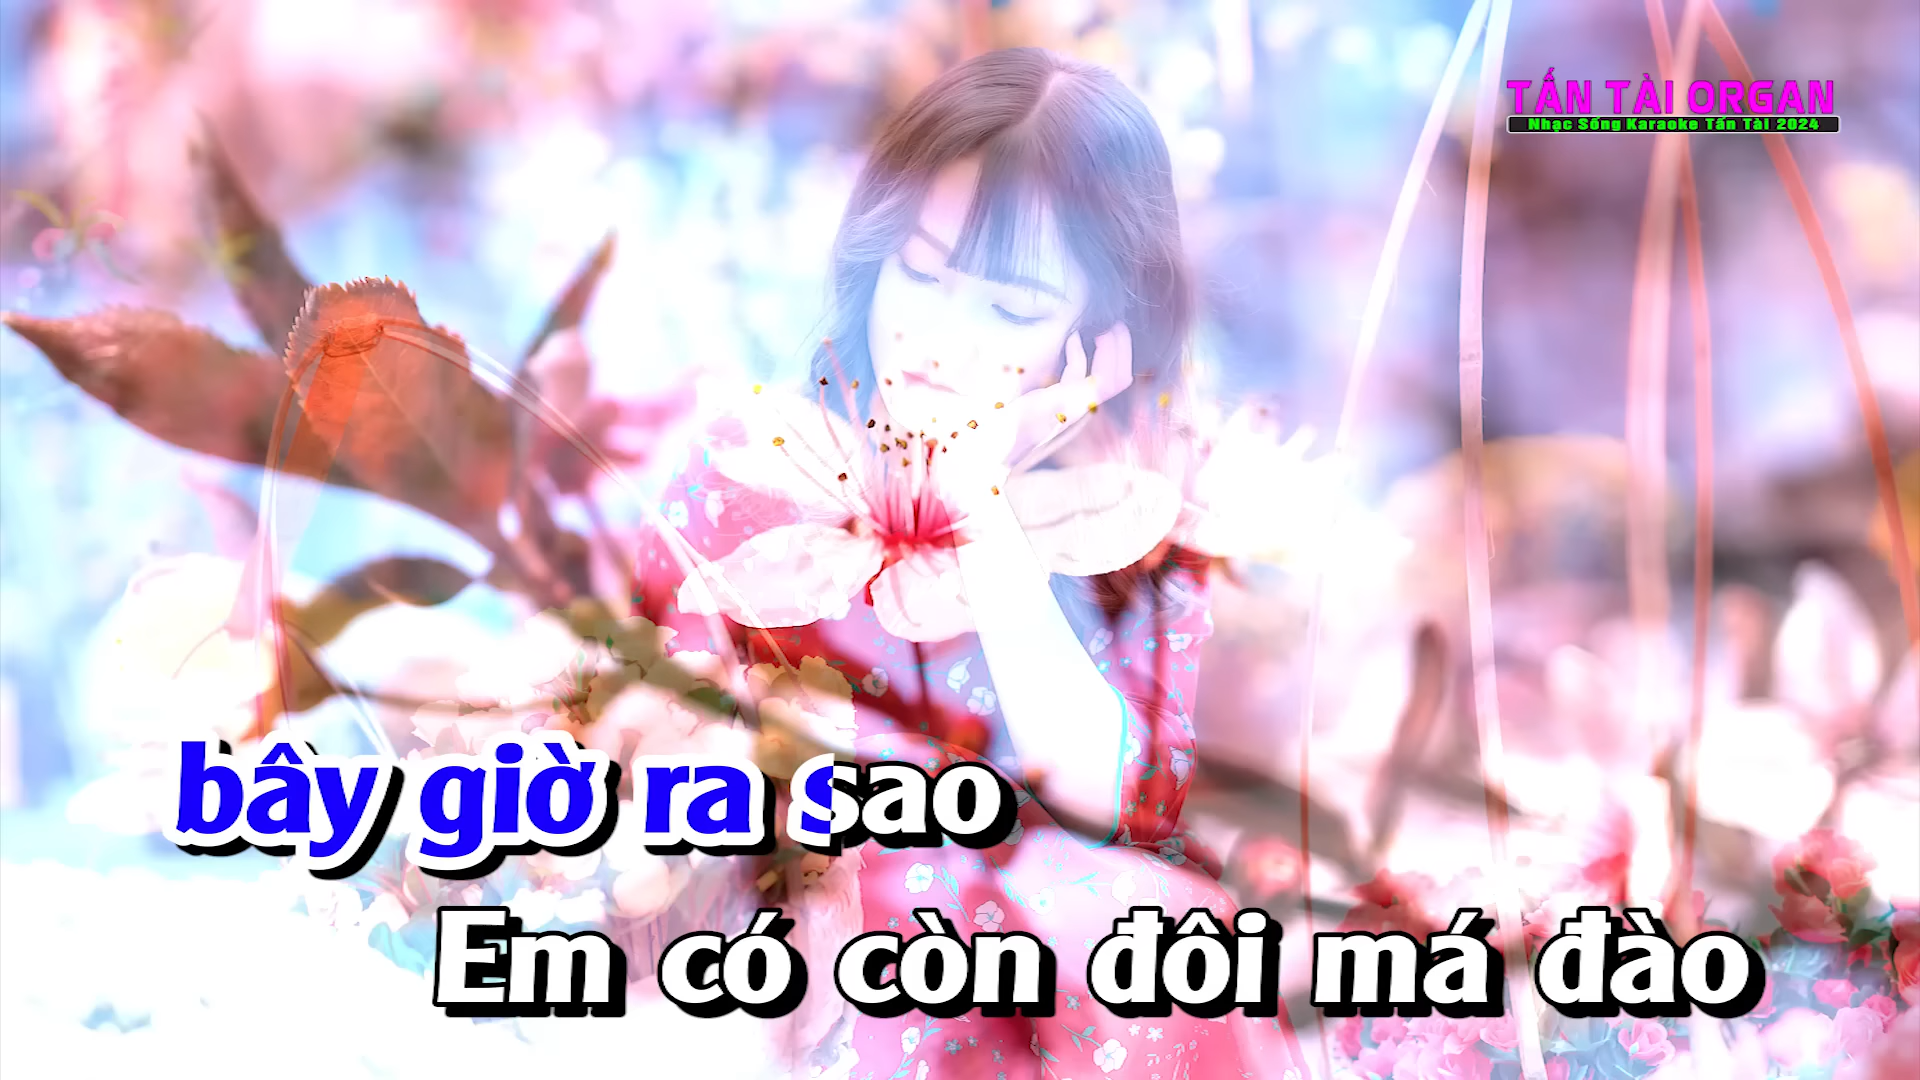 TẤN TÀI ORGAN
Nhạc Sống Karaoke Tấn Tài 2024
bây giờ ra sao
Em có còn đôi má đào